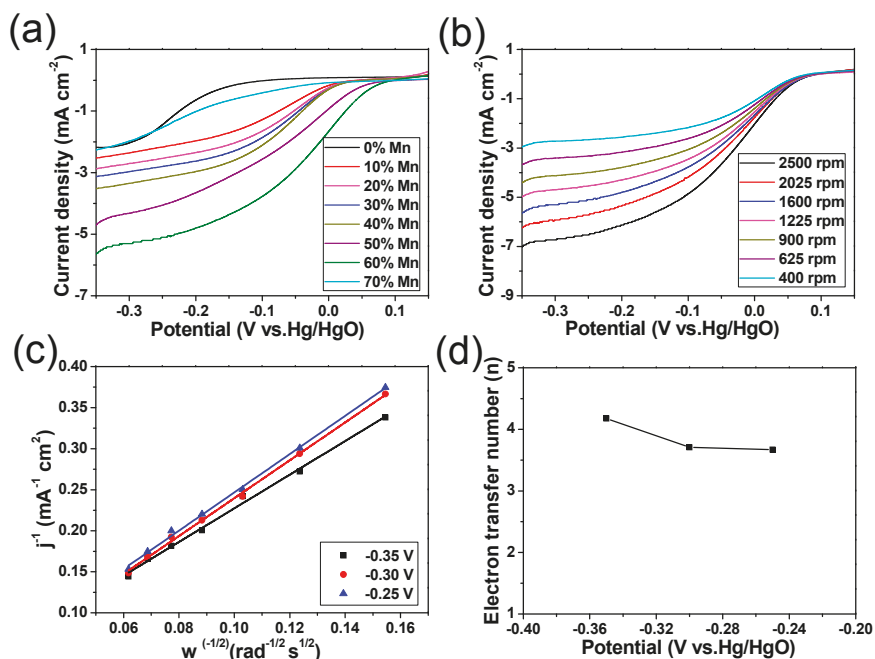 (a)
1
-1
-3
-5
-7
Current density (mA cm-2)
-0.3
-0.2
-0.1
0.0
0.1
Potential (V vs.Hg/HgO)
0% Mn
10% Mn
20% Mn
30% Mn
40% Mn
50% Mn
60% Mn
70% Mn
(b)
0
-3
-6
-9
Current density (mA cm-2)
-0.3
-0.2
-0.1
0.0
0.1
Potential (V vs.Hg/HgO)
2500 rpm
2025 rpm
1600 rpm
1225 rpm
900 rpm
625 rpm
400 rpm
(c)
0.40
0.35
0.30
0.25
0.20
0.15
0.10
j-1 (mA-1 cm2)
0.06
0.08
0.10
0.12
0.14
0.16
w (-1/2)(rad-1/2 s1/2)
-0.35 V
-0.30 V
-0.25 V
(d)
5
4
3
2
1
Electron transfer number (n)
-0.40
-0.36
-0.32
-0.28
-0.24
-0.20
Potential (V vs.Hg/HgO)